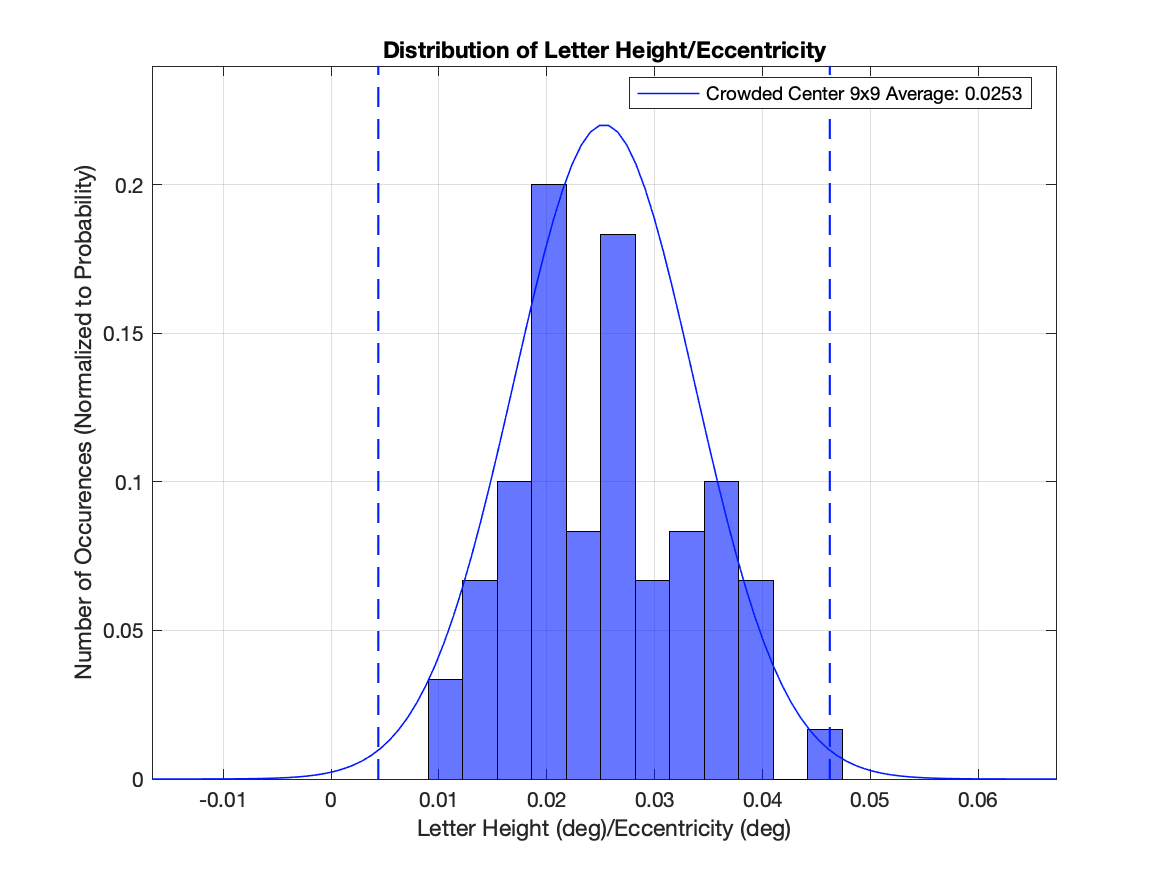 Distribution of Letter Height/Eccentricity
Crowded Center 9x9 Average: 0.0253
Number of Occurences (Normalized to Probability)
0.2
0.15
0.1
0.05
0
-0.01 0 0.01 0.02 0.03 0.04 0.05 0.06
Letter Height (deg)/Eccentricity (deg)